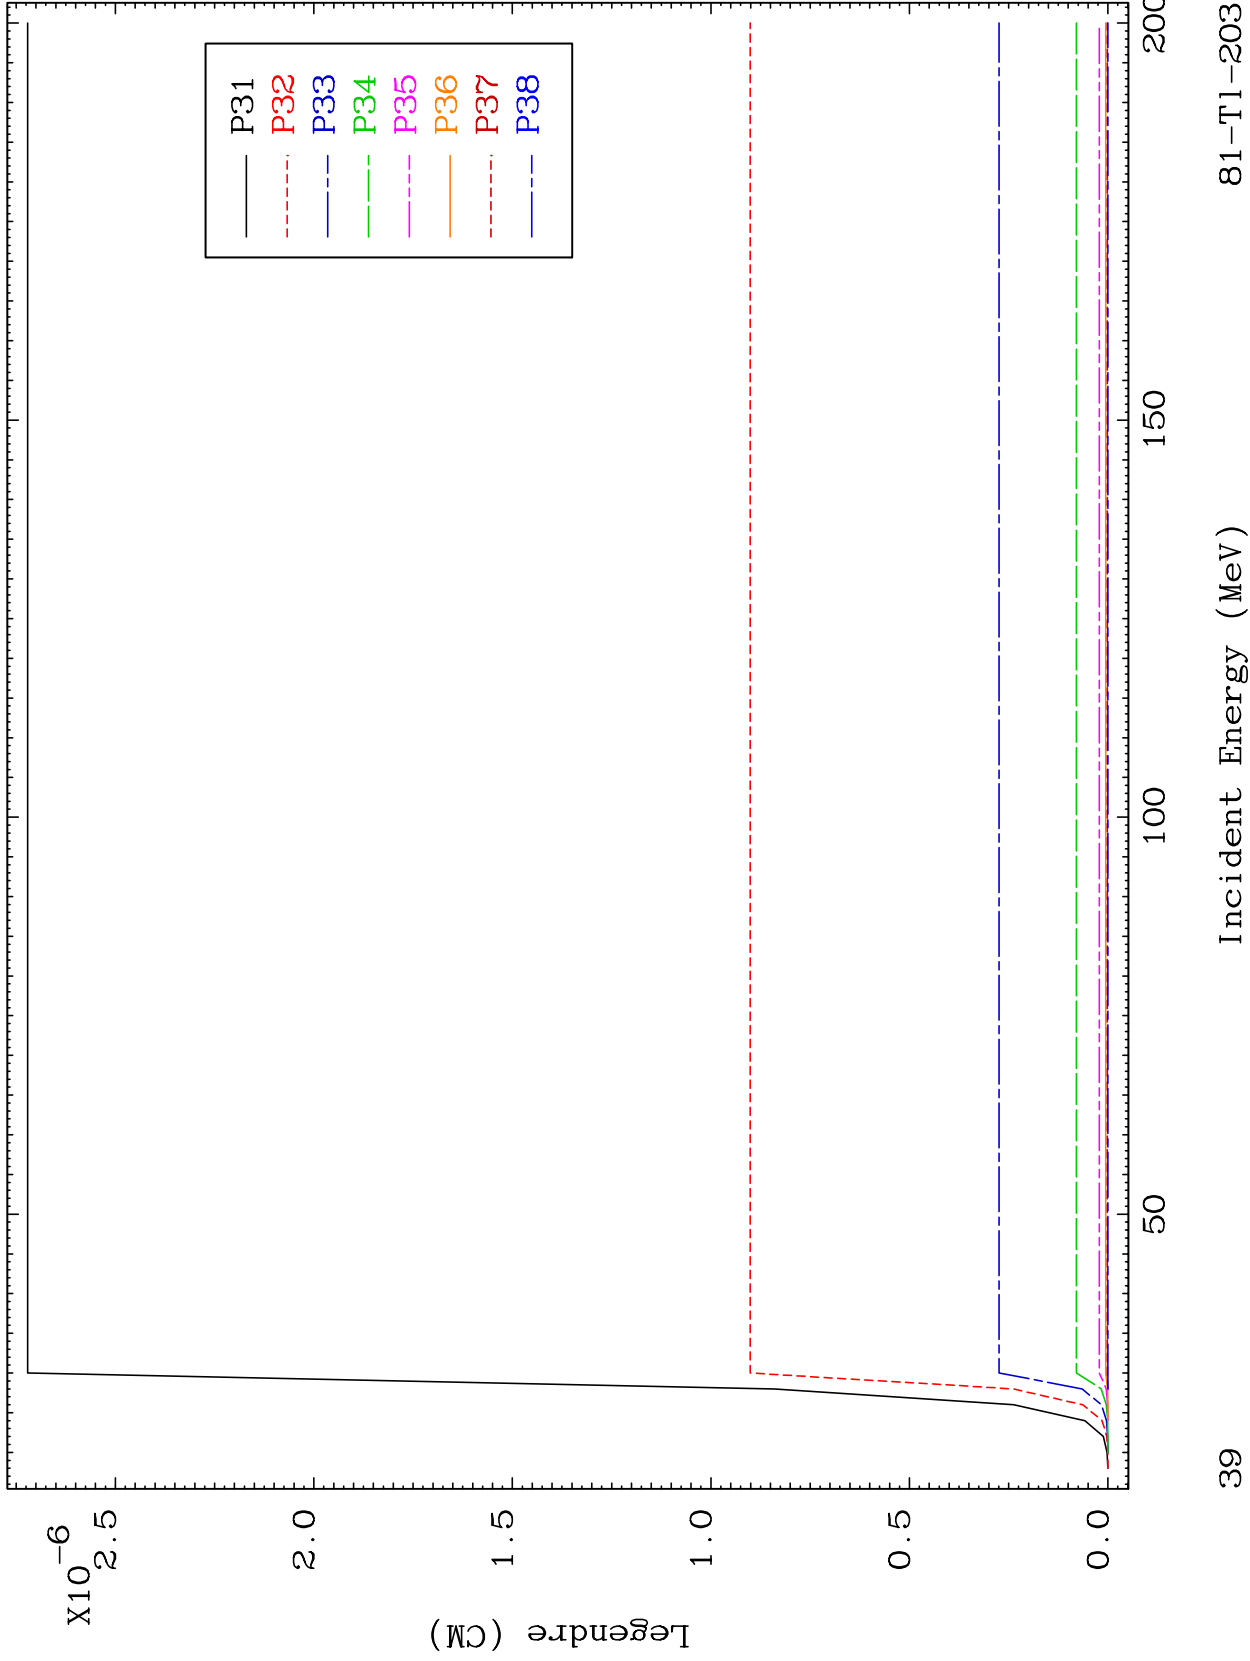 X10-6
2.5
2.0
1.5
1.0
0.5
0.0
Legendre (CM)
P31
P32
P33
P34
P35
P36
P37
P38
50
100
150
200
39
Incident Energy (MeV)
81-Tl-203